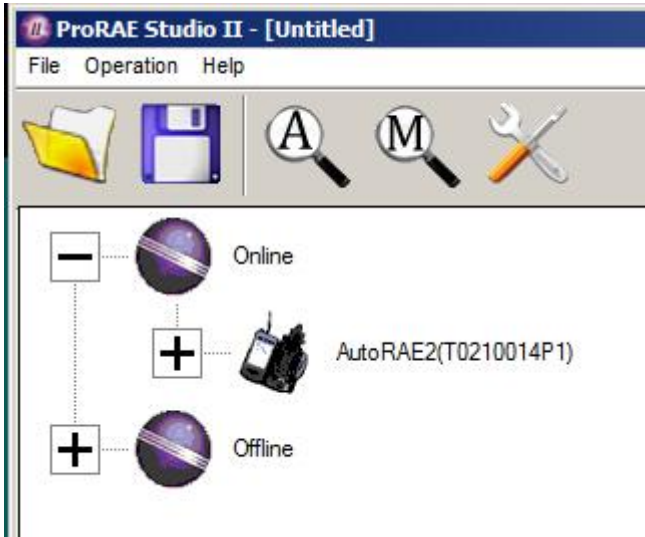 ProRAE Studio II - [Untitled]
File Operation Help
A M
Online
AutoRAE2(T0210014P1)
Offline